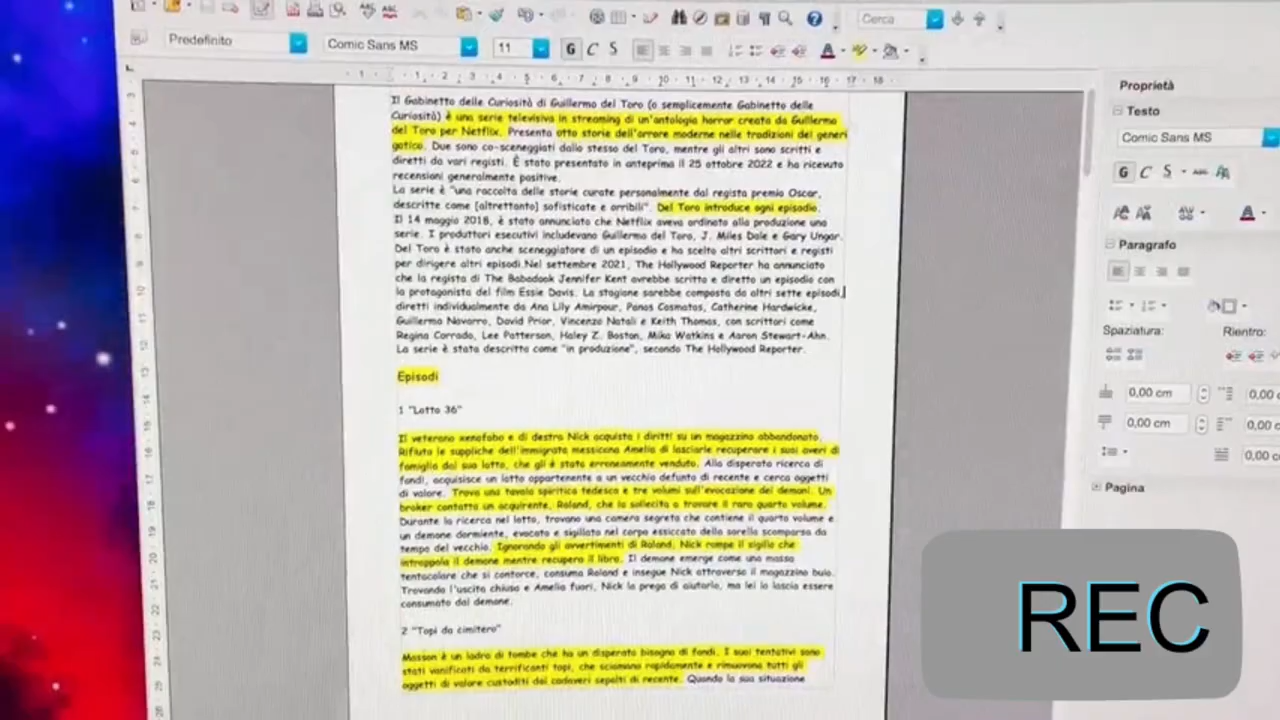 Cerca
Predefinito
Comic Sans MS
11
G C S
Proprietà
Testo
Comic Sans MS
G C S
Paragrafo
Spaziatura:
Rientro:
0,00 cm
0,00
0,00 cm
0,00 c
0,00 c
Pagina
Il Gabinetto delle Curiosità di Guillermo del Toro (o semplicemente Gabinetto delle
Curiosità) è una serie televisiva in streaming di un'antologia horror creata da Guillermo
del Toro per Netflix. Presenta otto storie dell'orrore moderne nelle tradizioni dei generi
gotico. Due sono co-sceneggiati dallo stesso del Toro, mentre gli altri sono scritti e
diretti da vari registi. È stato presentato in anteprima il 25 ottobre 2022 e ha ricevuto
recensioni generalmente positive.
La serie è "una raccolta delle storie curate personalmente dal regista premio Oscar,
descritte come [altrettanto] sofisticate e orribili". Del Toro introduce ogni episodio.
Il 14 maggio 2018, è stato annunciato che Netflix aveva ordinato alla produzione una
serie. I produttori esecutivi includevano Guillermo del Toro, J. Miles Dale e Gary Ungar.
Del Toro è stato anche sceneggiatore di un episodio e ha scelto altri scrittori e registi
per dirigere altri episodi.Nel settembre 2021, The Hollywood Reporter ha annunciato
che la regista di The Babadook Jennifer Kent avrebbe scritto e diretto un episodio con
la protagonista del film Essie Davis. La stagione sarebbe composta da altri sette episodi,
diretti individualmente da Ana Lily Amirpour, Panos Cosmatos, Catherine Hardwicke,
Guillermo Navarro, David Prior, Vincenzo Natali e Keith Thomas, con scrittori come
Regina Corrado, Lee Patterson, Haley Z. Boston, Mika Watkins e Aaron Stewart-Ahn.
La serie è stata descritta come "in produzione", secondo The Hollywood Reporter.
Episodi
1 "Lotto 36"
Il veterano xenofobo e di destra Nick acquista i diritti su un magazzino abbandonato.
Rifiuta le suppliche dell'immigrata messicana Amelia di lasciarle recuperare i suoi averi di
famiglia dal suo lotto, che gli è stato erroneamente venduto. Alla disperata ricerca di
fondi, acquisisce un lotto appartenente a un vecchio defunto di recente e cerca oggetti
di valore. Trova una tavola spiritica tedesca e tre volumi sull'evocazione dei demoni. Un
broker contatta un acquirente, Roland, che lo sollecita a trovare il raro quarto volume.
Durante la ricerca nel lotto, trovano una camera segreta che contiene il quarto volume e
un demone dormiente, evocato e sigillato nel corpo essiccato della sorella scomparsa da
tempo del vecchio. Ignorando gli avvertimenti di Roland, Nick rompe il sigillo che
intrappola il demone mentre recupera il libro. Il demone emerge come una massa
tentacolare che si contorce, consuma Roland e insegue Nick attraverso il magazzino buio.
Trovando l'uscita chiusa e Amelia fuori, Nick la prega di aiutarlo, ma lei lo lascia essere
consumato dal demone.
2 "Topi da cimitero"
Masson è un ladro di tombe che ha un disperato bisogno di fondi. I suoi tentativi sono
stati vanificati da terrificanti topi, che sciamano rapidamente e rimuovono tutti gli
oggetti di valore custoditi dai cadaveri sepolti di recente. Quando la sua situazione
REC